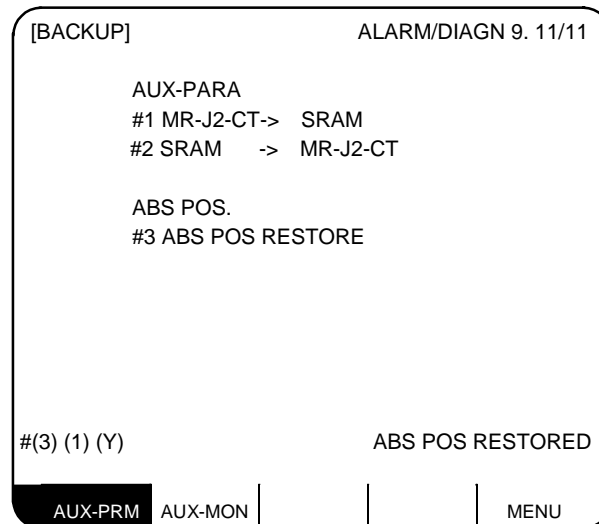 [BACKUP] ALARM/DIAGN 9. 11/11
AUX-PARA
#1 MR-J2-CT-> SRAM
#2 SRAM -> MR-J2-CT
ABS POS.
#3 ABS POS RESTORE
#(3) (1) (Y) ABS POS RESTORED
AUX-PRM AUX-MON MENU